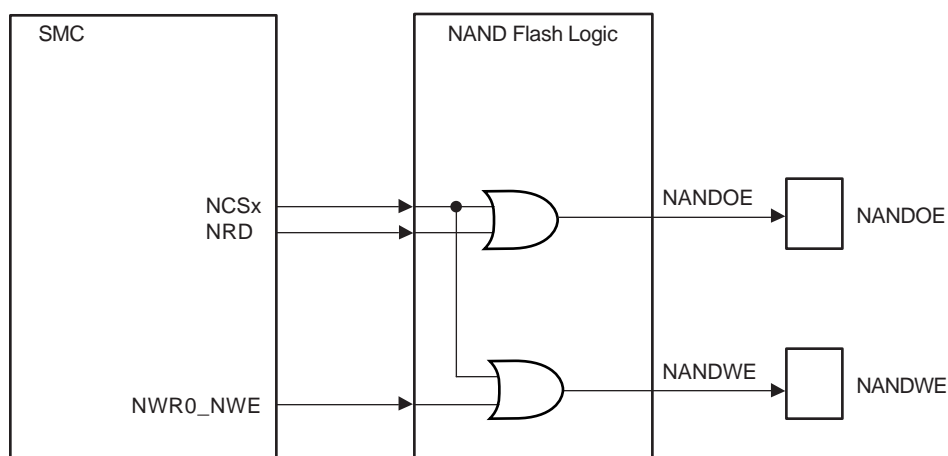 SMC
NAND Flash Logic
NCSx
NRD
NANDOE
NANDOE
NWR0_NWE
NANDWE
NANDWE